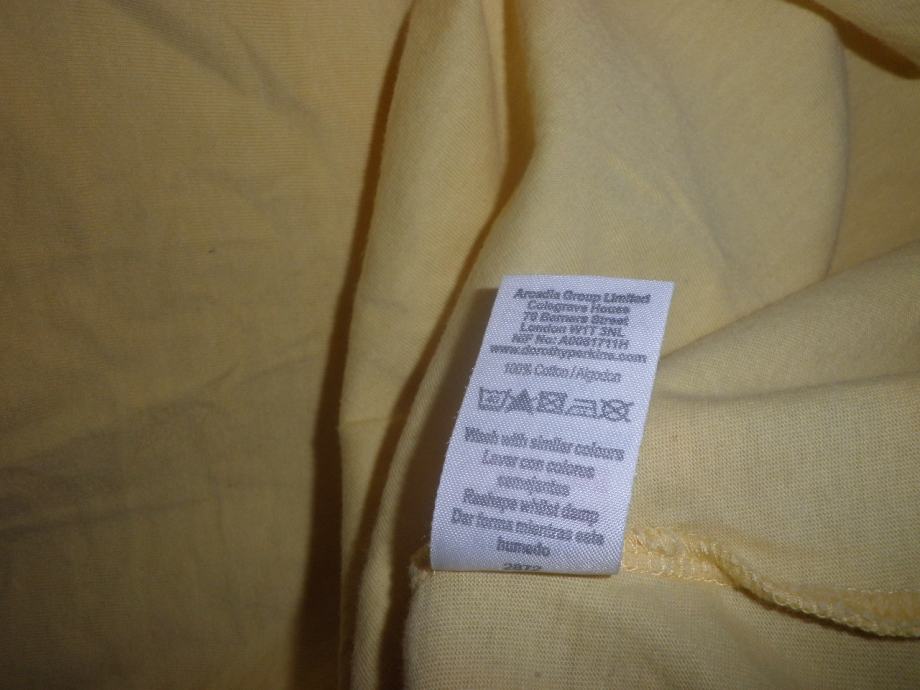 Arcadia Group Limited
Colegrave House
70 Berners Street
London W1T 3NL
NIF No: A0061711H
www.dorothyperkins.com
100% Cotton / Algodon
Wash with similar colours
Lavar con colores
semejantes
Reshape whilst damp
Dar forma mientras esta
humedo
2872